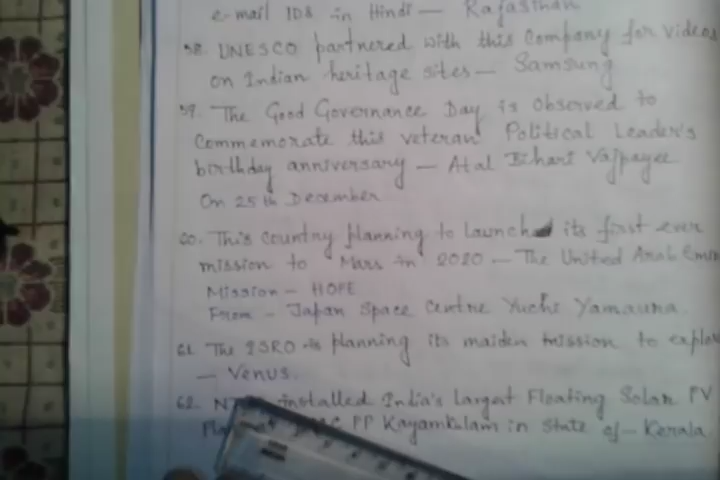 e-mail IDs in Hindi — Rajasthan
58. UNESCO partnered with this Company for videos
on Indian heritage sites — Samsung
59. The Good Governance Day is observed to
Commemorate this veteran Political Leader's
birthday anniversary — Atal Bihari Vajpayee
On 25th December
60. This country planning to launch its first ever
mission to Mars in 2020 — The United Arab
Mission — HOPE
From — Japan Space Centre
61. The ISRO is planning its maiden mission to
— Venus.
62. installed India's Largest Floating Solar PV
PP Kayamkulam in State of — Kerala